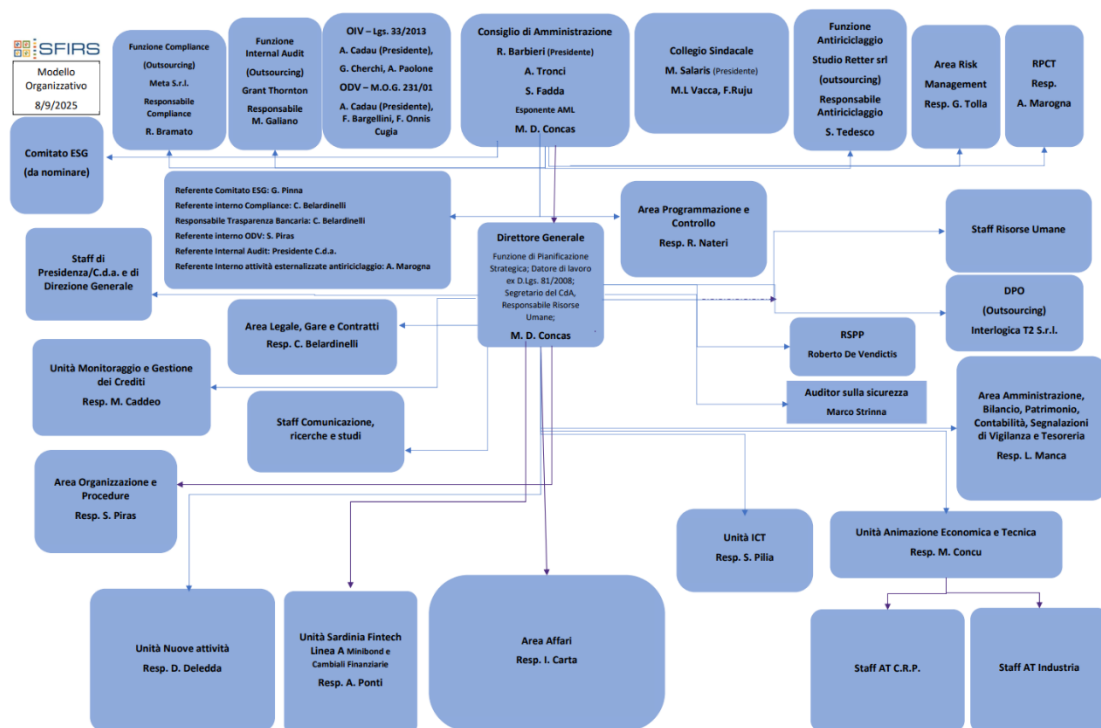 SFIRS
Modello
Organizzativo
8/9/2025
Funzione Compliance
(Outsourcing)
Meta S.r.l.
Responsabile
Compliance
R. Bramato
Funzione
Internal Audit
(Outsourcing)
Grant Thornton
Responsabile
M. Galiano
OIV – Lgs. 33/2013
A. Cadau (Presidente),
G. Cherchi, A. Paolone
ODV – M.O.G. 231/01
A. Cadau (Presidente),
F. Bargellini, F. Onnis
Cugia
Consiglio di Amministrazione
R. Barbieri (Presidente)
A. Tronci
S. Fadda
Esponente AML
M. D. Concas
Collegio Sindacale
M. Salaris (Presidente)
M.L Vacca, F.Ruju
Funzione
Antiriciclaggio
Studio Retter srl
(outsourcing)
Responsabile
Antiriciclaggio
S. Tedesco
Area Risk
Management
Resp. G. Tolla
RPCT
Resp.
A. Marogna
Comitato ESG
(da nominare)
Referente Comitato ESG: G. Pinna
Referente interno Compliance: C. Belardinelli
Responsabile Trasparenza Bancaria: C. Belardinelli
Referente interno ODV: S. Piras
Referente Internal Audit: Presidente C.d.a.
Referente Interno attività esternalizzate antiriciclaggio: A. Marogna
Area Programmazione e
Controllo
Resp. R. Nateri
Staff Risorse Umane
Staff di
Presidenza/C.d.a. e di
Direzione Generale
Direttore Generale
Funzione di Pianificazione
Strategica; Datore di lavoro
ex D.Lgs. 81/2008;
Segretario del CdA,
Responsabile Risorse
Umane;
M. D. Concas
DPO
(Outsourcing)
Interlogica T2 S.r.l.
Area Legale, Gare e Contratti
Resp. C. Belardinelli
RSPP
Roberto De Vendictis
Unità Monitoraggio e Gestione
dei Crediti
Resp. M. Caddeo
Auditor sulla sicurezza
Marco Strinna
Area Amministrazione,
Bilancio, Patrimonio,
Contabilità, Segnalazioni
di Vigilanza e Tesoreria
Resp. L. Manca
Staff Comunicazione,
ricerche e studi
Area Organizzazione e
Procedure
Resp. S. Piras
Unità ICT
Resp. S. Pilia
Unità Animazione Economica e Tecnica
Resp. M. Concu
Unità Nuove attività
Resp. D. Deledda
Unità Sardinia Fintech
Linea A Minibond e
Cambiali Finanziarie
Resp. A. Ponti
Area Affari
Resp. I. Carta
Staff AT C.R.P.
Staff AT Industria